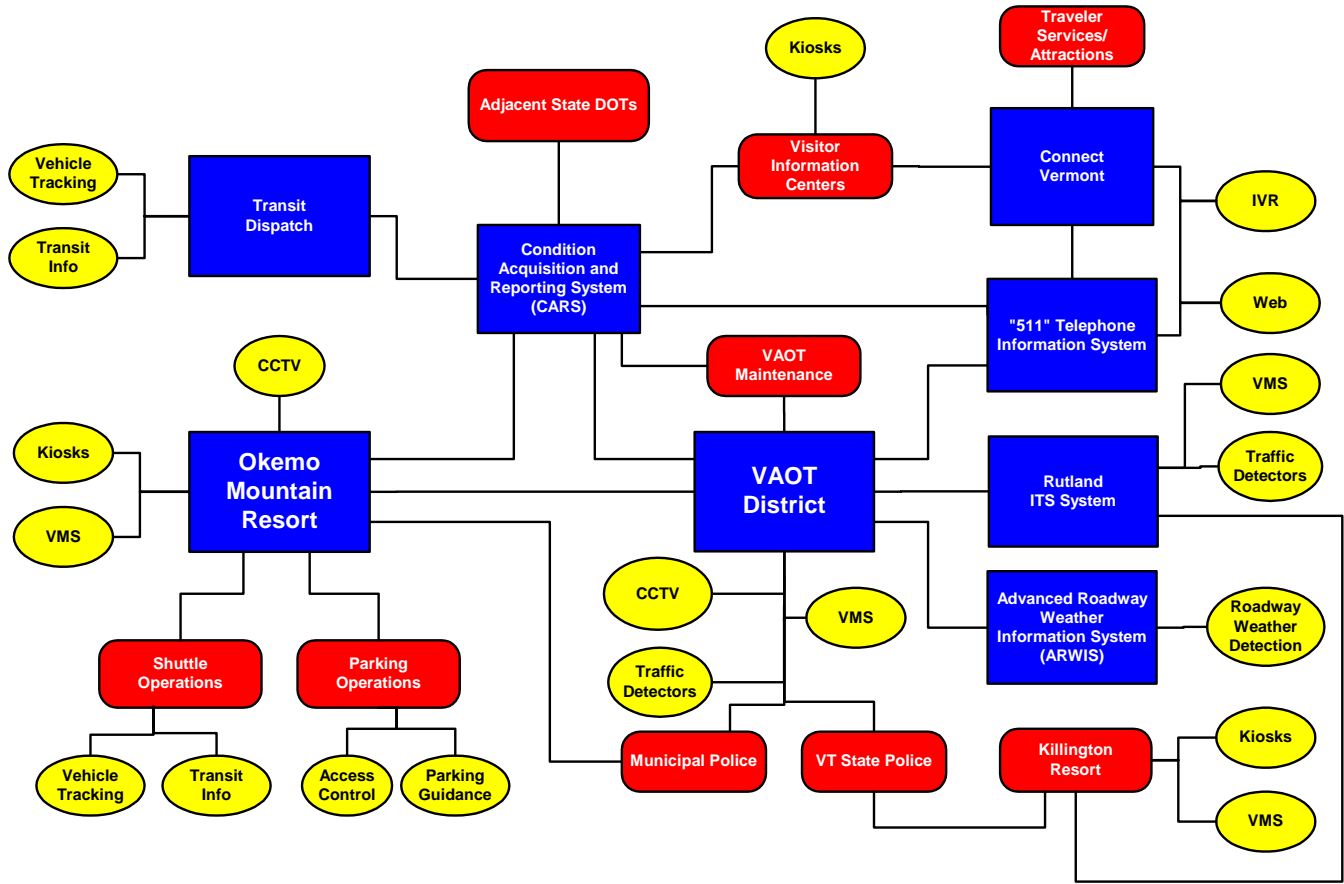 Traveler
Services/
Attractions
Kiosks
Adjacent State DOTs
Visitor
Information
Centers
Connect
Vermont
Vehicle
Tracking
Transit
Dispatch
IVR
Transit
Info
Condition
Acquisition and
Reporting System
(CARS)
Web
"511" Telephone
Information System
CCTV
VAOT
Maintenance
VMS
Kiosks
Okemo
Mountain
Resort
VAOT
District
Rutland
ITS System
Traffic
Detectors
VMS
CCTV
VMS
Advanced Roadway
Weather
Information System
(ARWIS)
Roadway
Weather
Detection
Shuttle
Operations
Parking
Operations
Traffic
Detectors
Municipal Police
VT State Police
Killington
Resort
Kiosks
Vehicle
Tracking
Transit
Info
Access
Control
Parking
Guidance
VMS